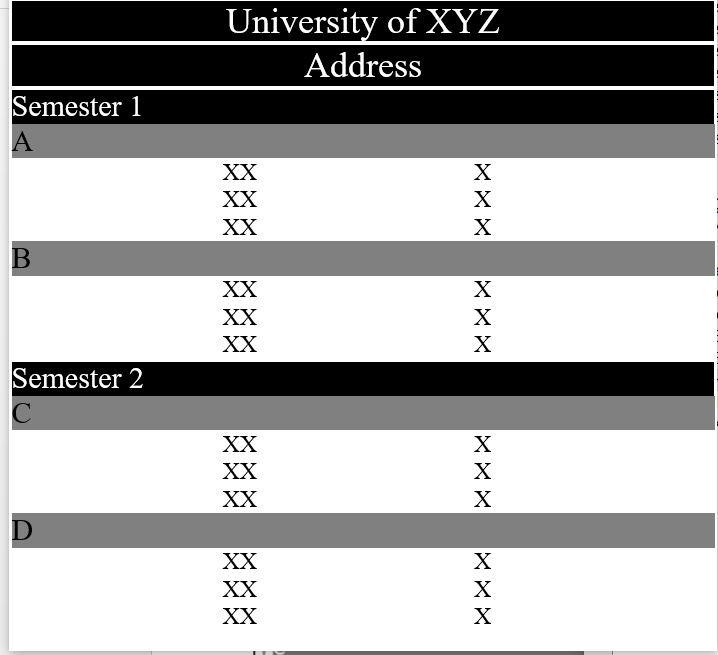 University of XYZ
Address
Semester 1
A
XX X
XX X
XX X
B
XX X
XX X
XX X
Semester 2
C
XX X
XX X
XX X
D
XX X
XX X
XX X